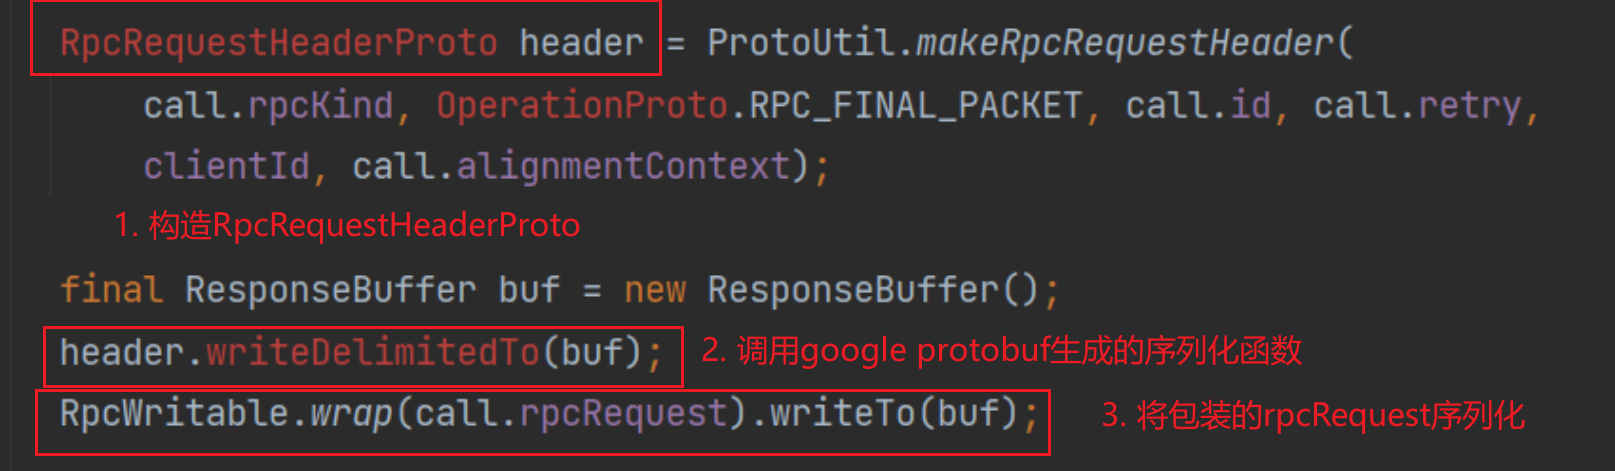 RpcRequestHeaderProto header = ProtoUtil.makeRpcRequestHeader(
call.rpcKind, OperationProto.RPC_FINAL_PACKET, call.id, call.retry,
clientId, call.alignmentContext);
1. 构造RpcRequestHeaderProto
final ResponseBuffer buf = new ResponseBuffer();
header.writeDelimitedTo(buf); 2. 调用google protobuf生成的序列化函数
RpcWritable.wrap(call.rpcRequest).writeTo(buf); 3. 将包装的rpcRequest序列化